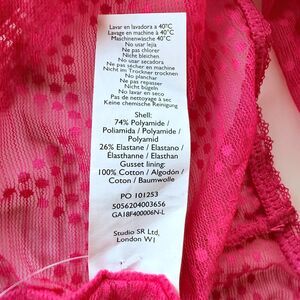 Lavar en lavadora a 40°C
Lavage en machine à 40°C
Maschinenwäsche 40°C
No usar lejía
Ne pas chlorer
Nicht bleichen
No usar secadora
Ne pas sécher en machine
Nicht im Trockner trocknen
No planchar
Ne pas repasser
Nicht bügeln
No lavar en seco
Pas de nettoyage à sec
Keine chemische Reinigung
Shell:
74% Polyamide /
Poliamida / Polyamide /
Polyamid
26% Elastane / Elastano /
Élasthanne / Elasthan
Gusset lining:
100% Cotton / Algodón /
Coton / Baumwolle
PO 101253
5056204003656
GA18F400006N-L
Studio SR Ltd,
London W1